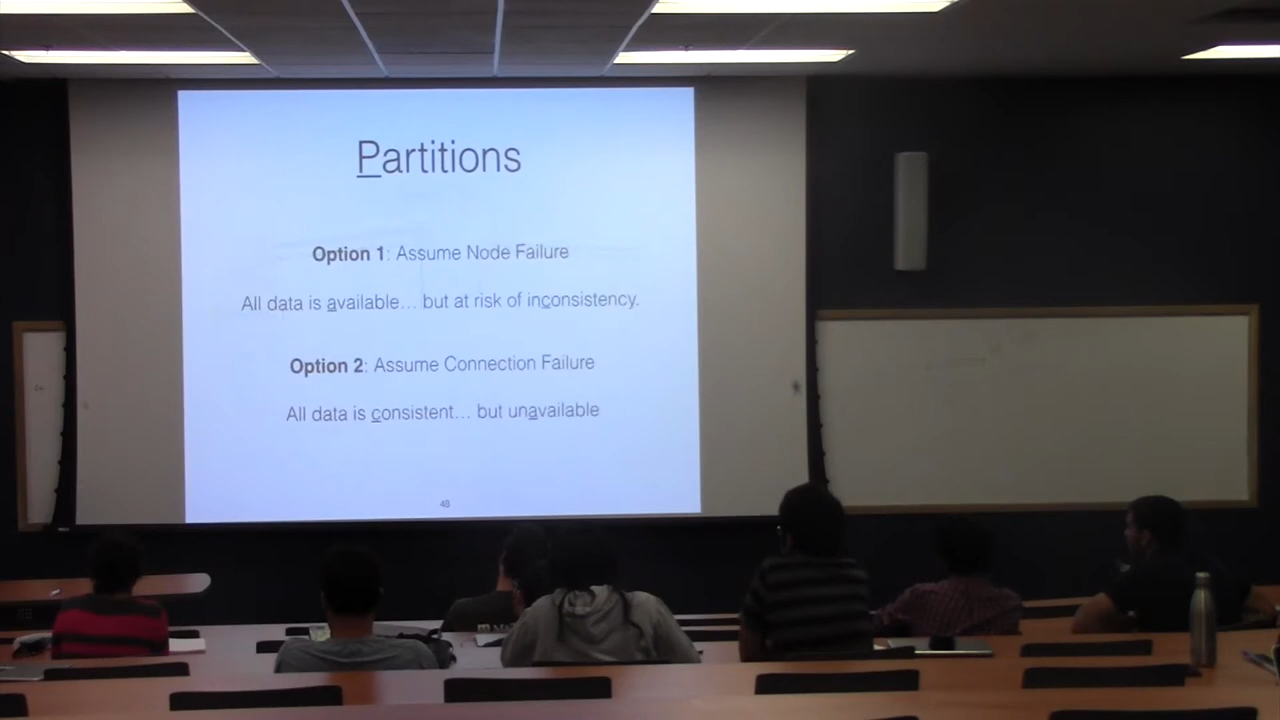 Partitions
Option 1: Assume Node Failure
All data is available... but at risk of inconsistency.
Option 2: Assume Connection Failure
All data is consistent... but unavailable
48